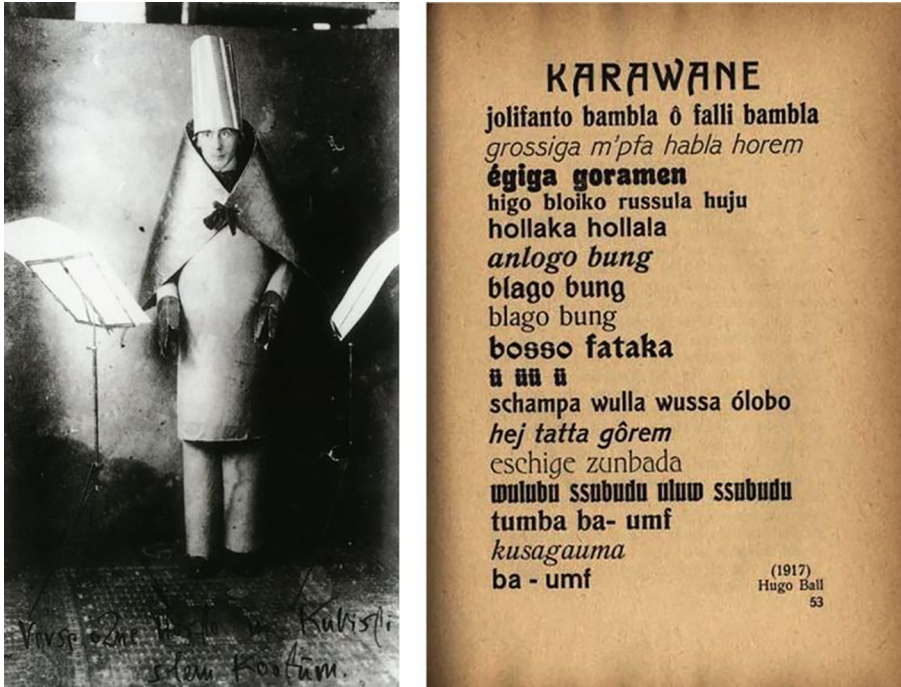 Kubisti
schem Kostüm.
KARAWANE
jolifanto bambla ô falli bambla
grossiga m'pfa habla horem
égiga goramen
higo bloiko russula huju
hollaka hollala
anlogo bung
blago bung
blago bung
bosso fataka
ü üü ü
schampa wulla wussa ólobo
hej tatta gôrem
eschige zunbada
wulubu ssubudu uluw ssubudu
tumba ba- umf
kusagauma
ba - umf
(1917)
Hugo Ball
53